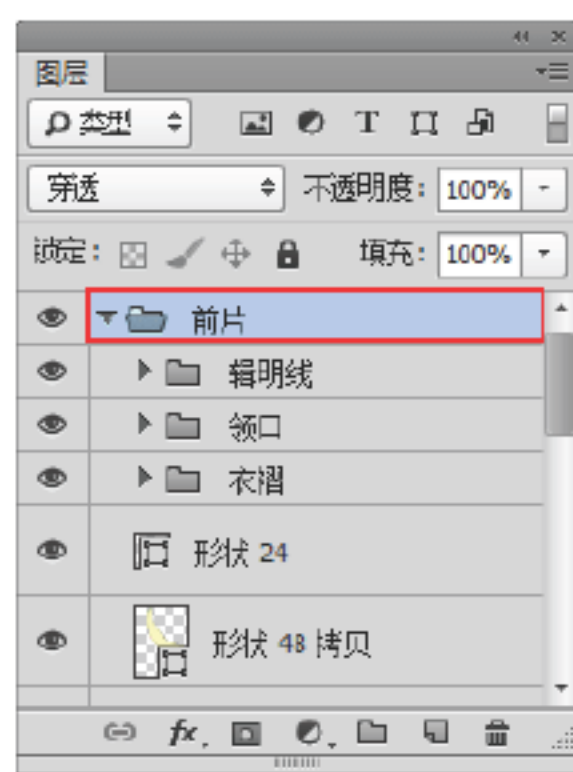 图层
类型 T
穿透 不透明度: 100%
锁定: 填充: 100%
前片
辑明线
领口
衣褶
形状 24
形状 48 拷贝
fx.